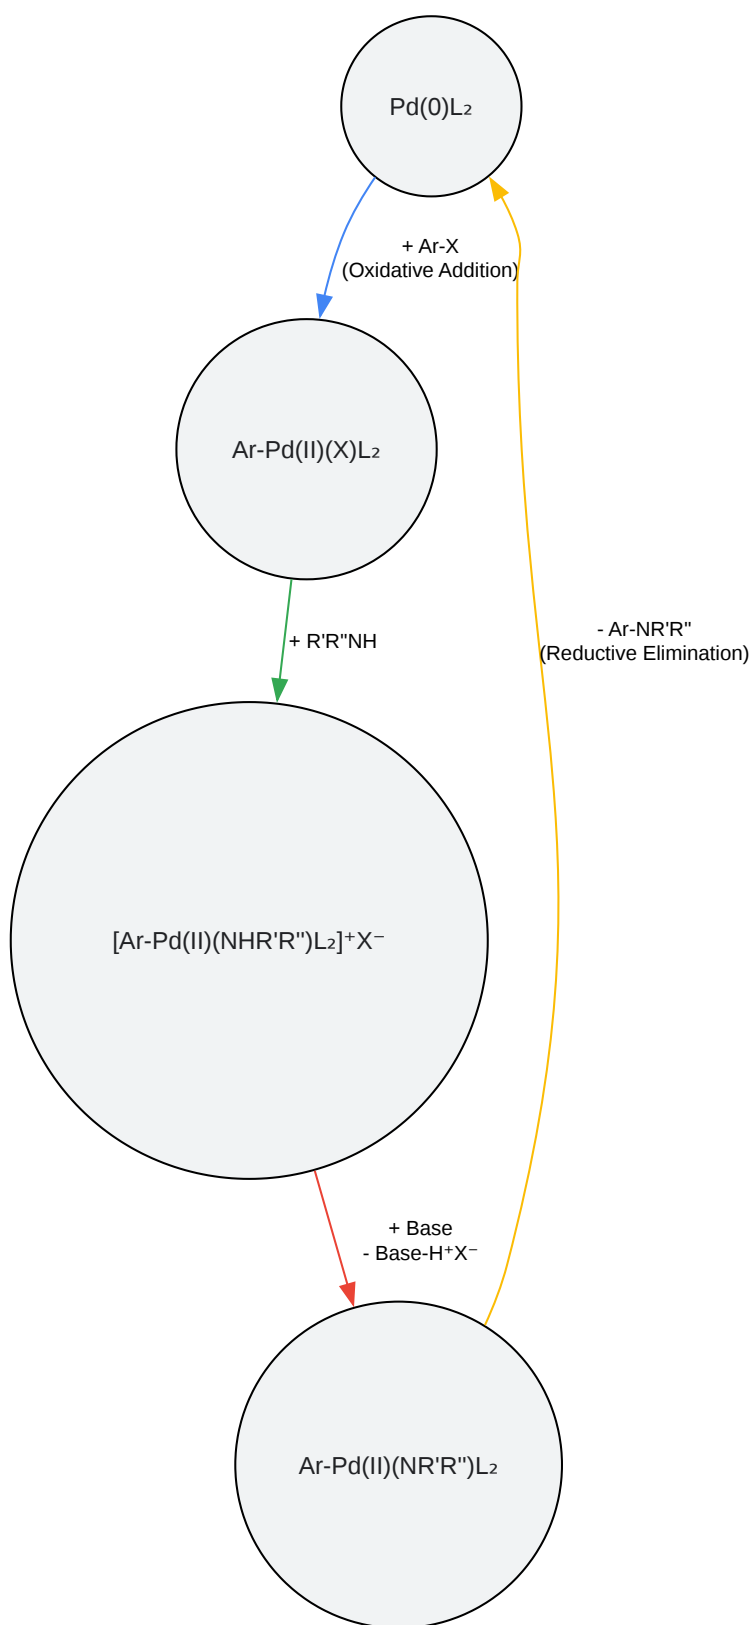 Pd(0)L₂
+ Ar-X
(Oxidative Addition)
Ar-Pd(II)(X)L₂
+ R'R"NH
- Ar-NR'R"
(Reductive Elimination)
[Ar-Pd(II)(NHR'R")L₂]⁺X⁻
+ Base
- Base-H⁺X⁻
Ar-Pd(II)(NR'R")L₂